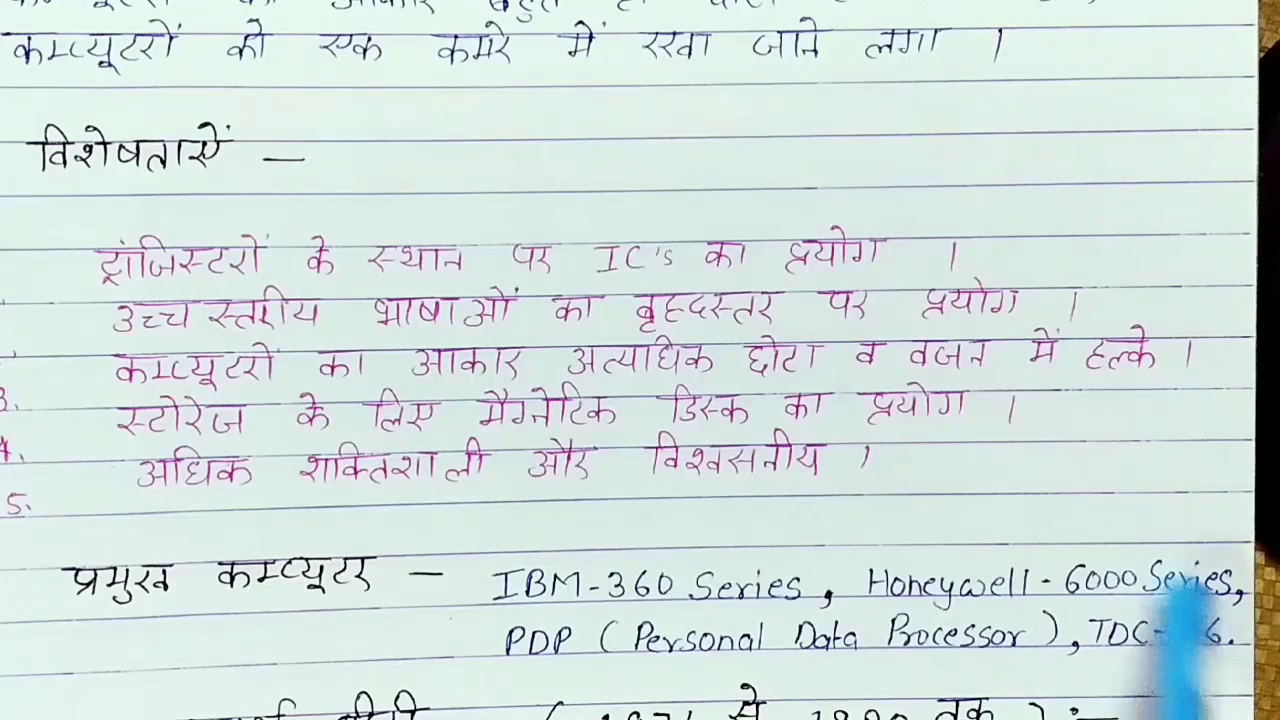 कम्प्यूटरों को एक कमरे में रखा जाने लगा ।
विशेषताऐं —
ट्रांजिस्टरों के स्थान पर IC's का प्रयोग ।
उच्च स्तरीय भाषाओं का बृहदस्तर पर प्रयोग ।
कम्प्यूटरों का आकार अत्याधिक छोटा व वजन में हल्के ।
3. स्टोरेज के लिए मैग्नेटिक डिस्क का प्रयोग ।
4. अधिक शक्तिशाली और विश्वसनीय ।
5.
प्रमुख कम्प्यूटर — IBM-360 Series, Honeywell-6000 Series,
PDP (Personal Data Processor), TDC-